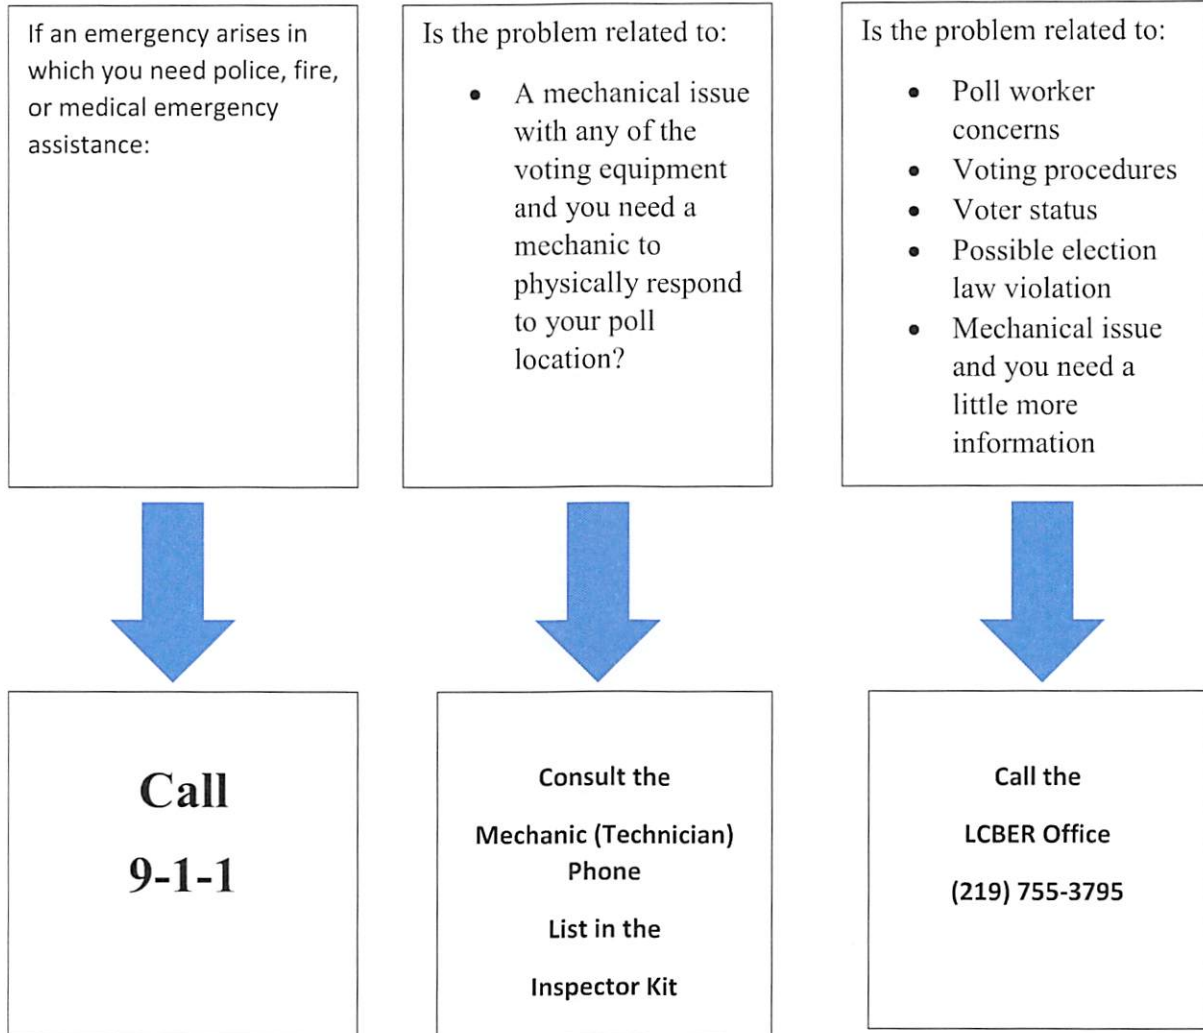 If an emergency arises in
which you need police, fire,
or medical emergency
assistance:
Is the problem related to:
• A mechanical issue
with any of the
voting equipment
and you need a
mechanic to
physically respond
to your poll
location?
Is the problem related to:
• Poll worker
concerns
• Voting procedures
• Voter status
• Possible election
law violation
• Mechanical issue
and you need a
little more
information
Call
9-1-1
Consult the
Mechanic (Technician)
Phone
List in the
Inspector Kit
Call the
LCBER Office
(219) 755-3795